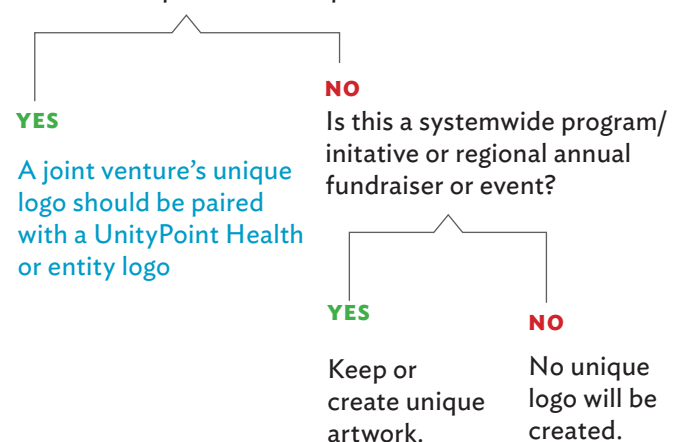 YES
A joint venture’s unique
logo should be paired
with a UnityPoint Health
or entity logo
NO
Is this a systemwide program/
initative or regional annual
fundraiser or event?
YES
Keep or
create unique
artwork.
NO
No unique
logo will be
created.